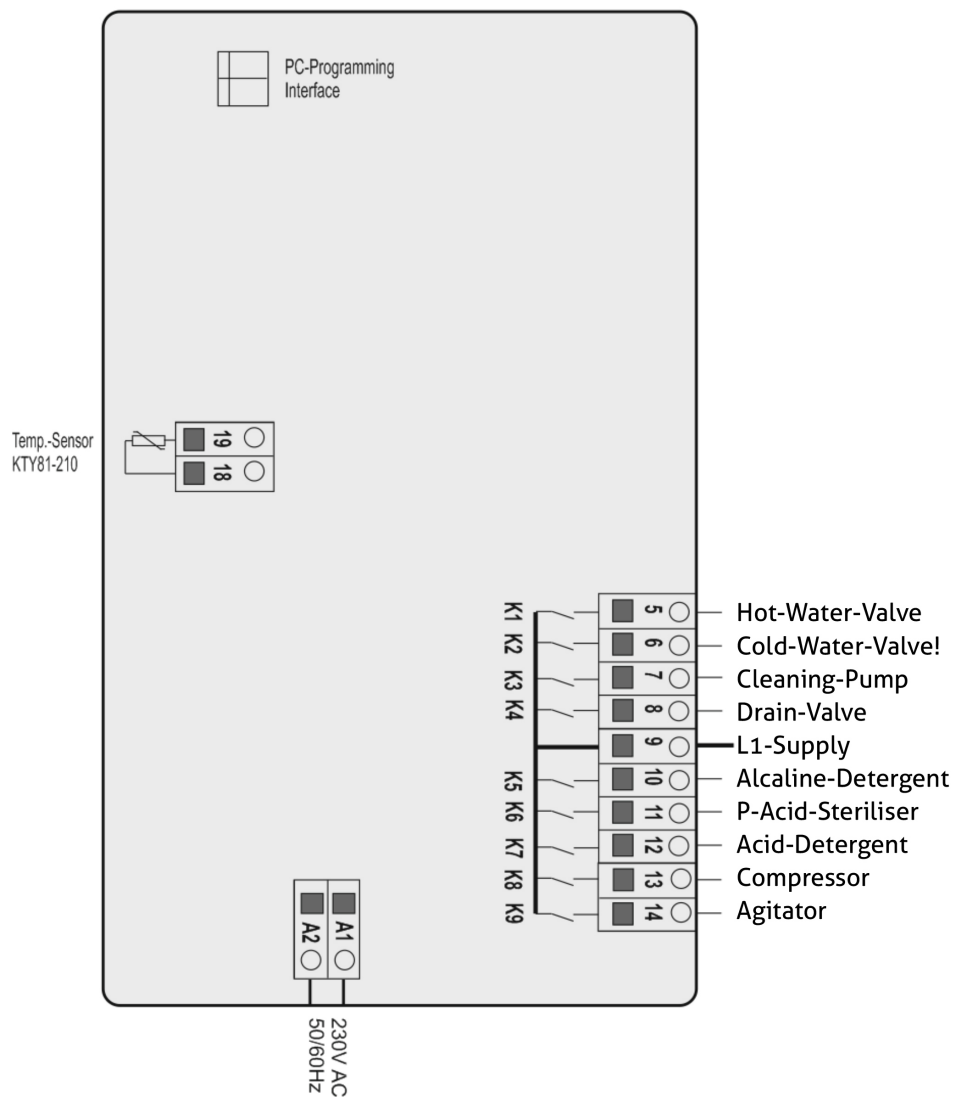 PC-Programming
Interface
Temp.-Sensor
KTY81-210
19
18
K1
5
Hot-Water-Valve
K2
6
Cold-Water-Valve!
K3
7
Cleaning-Pump
K4
8
Drain-Valve
9
L1-Supply
K5
10
Alcaline-Detergent
K6
11
P-Acid-Steriliser
K7
12
Acid-Detergent
K8
13
Compressor
K9
14
Agitator
A2
A1
230V AC
50/60Hz